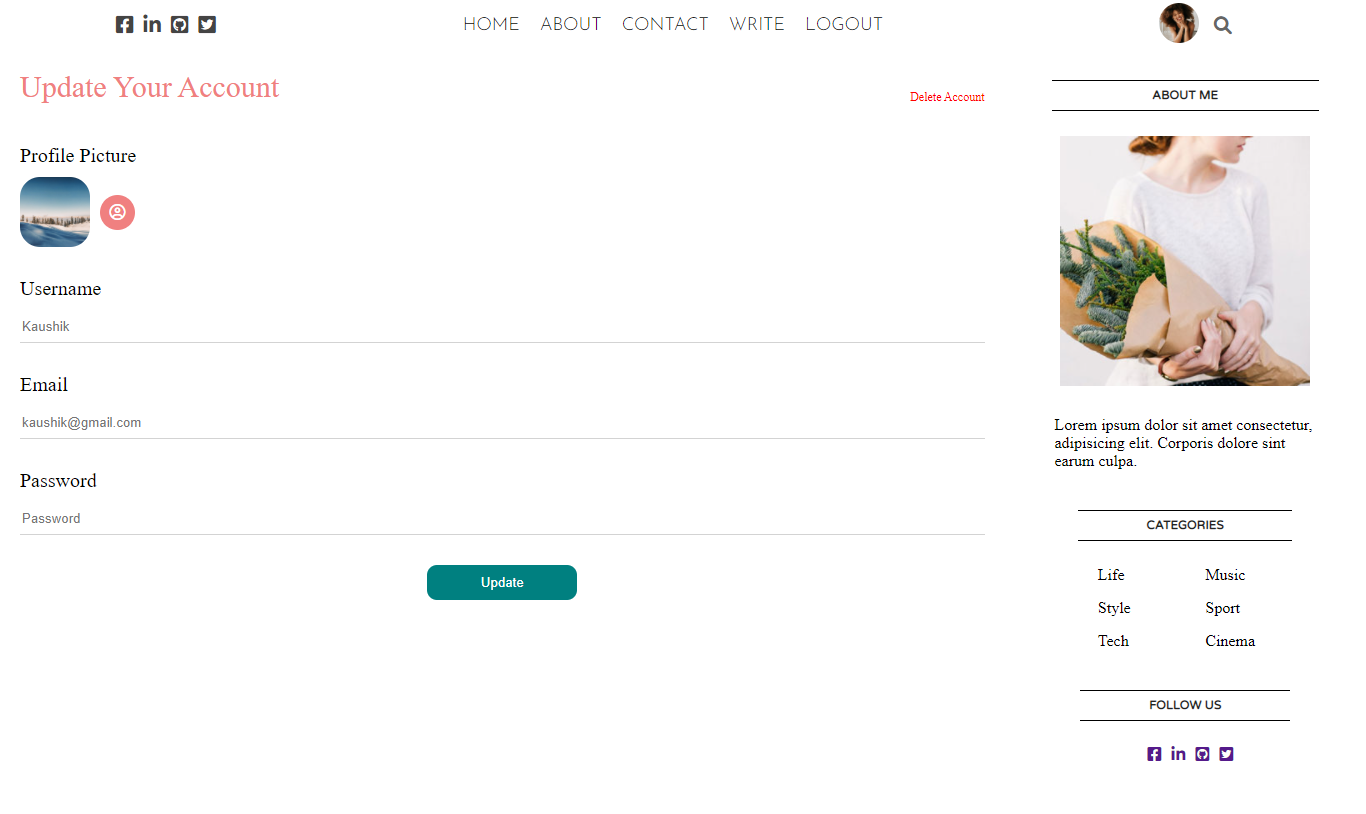 HOME ABOUT CONTACT WRITE LOGOUT
Update Your Account
Delete Account
Profile Picture
Username
Kaushik
Email
kaushik@gmail.com
Password
Password
Update
ABOUT ME
Lorem ipsum dolor sit amet consectetur,
adipisicing elit. Corporis dolore sint
earum culpa.
CATEGORIES
Life Music
Style Sport
Tech Cinema
FOLLOW US